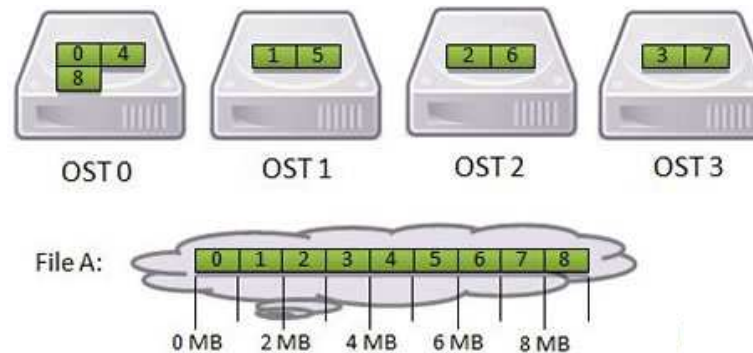 0 4 1 5 2 6 3 7
8
OST 0 OST 1 OST 2 OST 3
File A: 0 1 2 3 4 5 6 7 8
0 MB 2 MB 4 MB 6 MB 8 MB